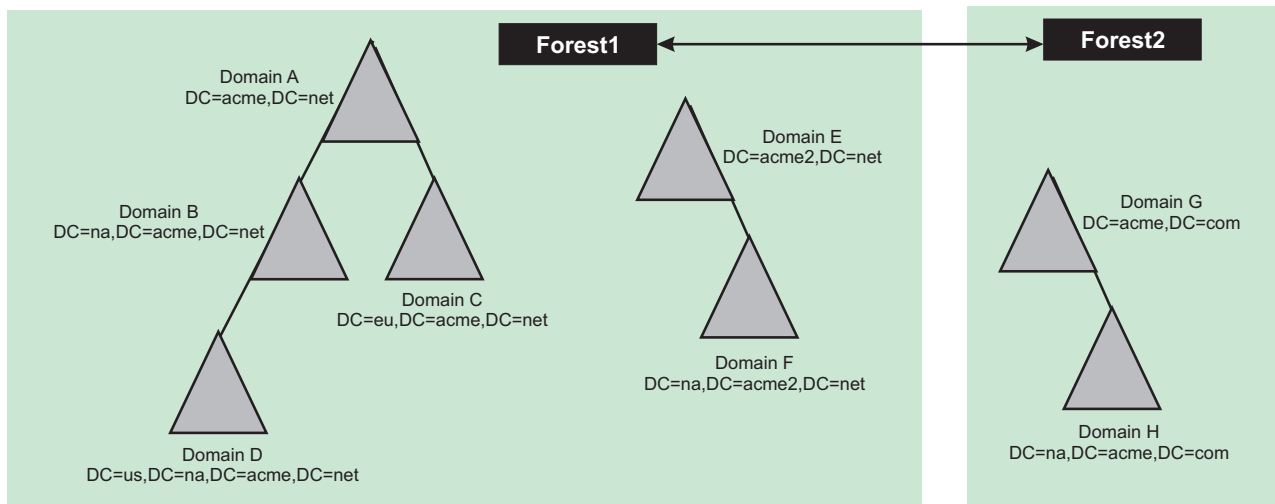 Forest1
Forest2
Domain A
DC=acme,DC=net
Domain B
DC=na,DC=acme,DC=net
Domain C
DC=eu,DC=acme,DC=net
Domain D
DC=us,DC=na,DC=acme,DC=net
Domain E
DC=acme2,DC=net
Domain F
DC=na,DC=acme2,DC=net
Domain G
DC=acme,DC=com
Domain H
DC=na,DC=acme,DC=com